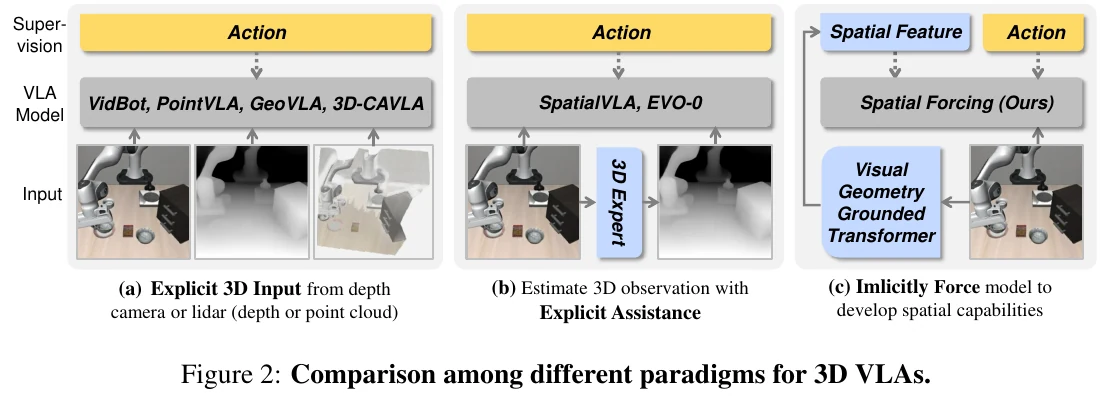 Super-
vision
Action
Action
Spatial Feature
Action
VLA
Model
VidBot, PointVLA, GeoVLA, 3D-CAVLA
SpatialVLA, EVO-0
Spatial Forcing (Ours)
Input
3D Expert
Visual
Geometry
Grounded
Transformer
(a) Explicit 3D Input from depth
camera or lidar (depth or point cloud)
(b) Estimate 3D observation with
Explicit Assistance
(c) Imlicitly Force model to
develop spatial capabilities
Figure 2: Comparison among different paradigms for 3D VLAs.